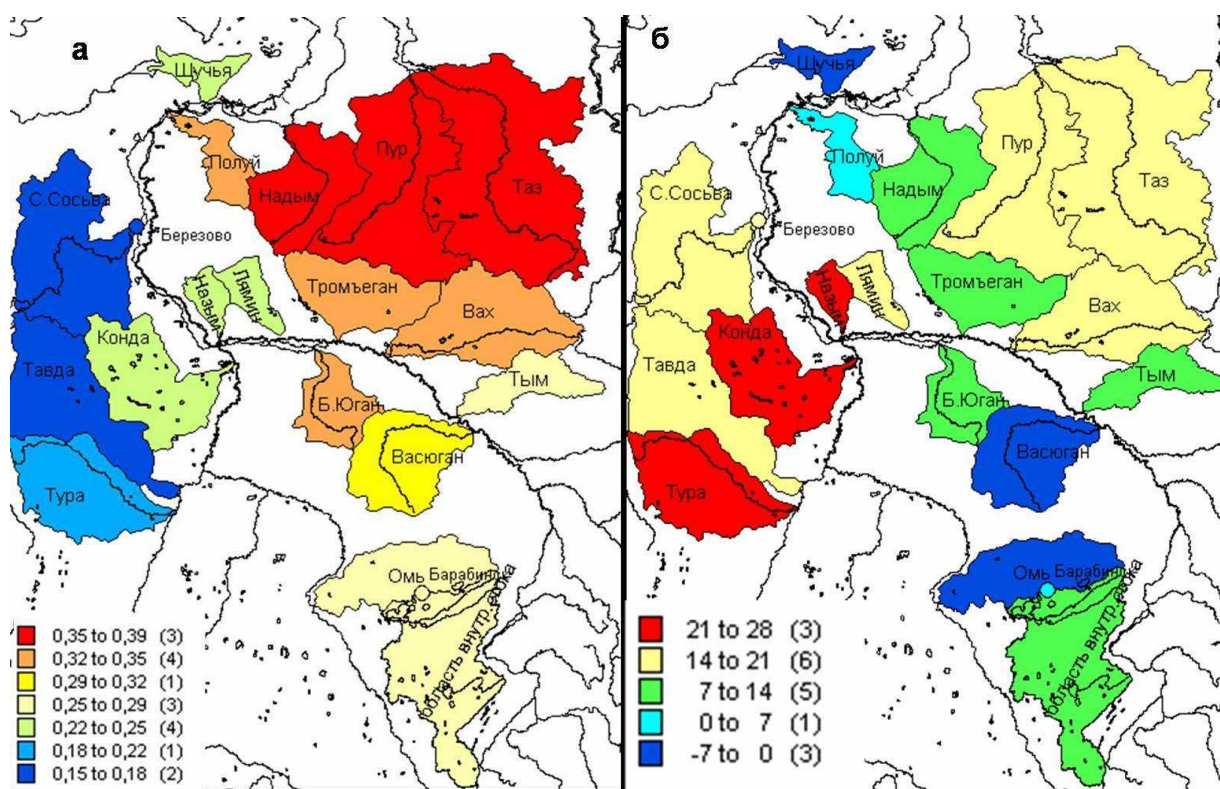 а
Щучья
Полуй
Надым
Пур
Таз
С.Сосьва
Березово
Назым
Лямин
Тромъеган
Вах
Конда
Тавда
Тым
Б.Юган
Васюган
Тура
Омь
Барабинск
область внутр. стока
0,35 to 0,39 (3)
0,32 to 0,35 (4)
0,29 to 0,32 (1)
0,25 to 0,29 (3)
0,22 to 0,25 (4)
0,18 to 0,22 (1)
0,15 to 0,18 (2)
б
Щучья
Полуй
Надым
Пур
Таз
С.Сосьва
Березово
Назым
Лямин
Тромъеган
Вах
Конда
Тавда
Тым
Б.Юган
Васюган
Тура
Омь
Барабинск
область внутр. стока
21 to 28 (3)
14 to 21 (6)
7 to 14 (5)
0 to 7 (1)
-7 to 0 (3)